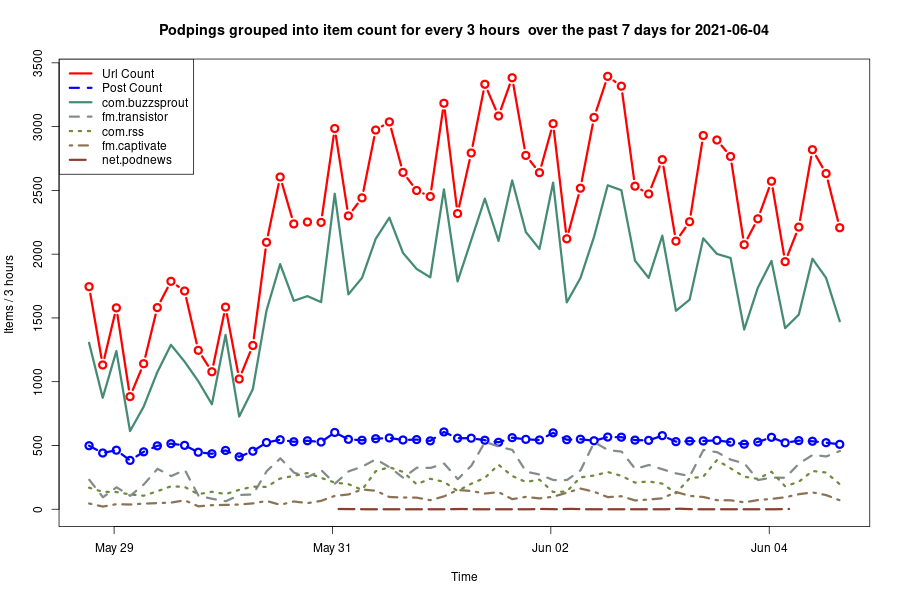 Podpings grouped into item count for every 3 hours  over the past 7 days for 2021-06-04
Items / 3 hours
3500
3000
2500
2000
1500
1000
500
0
Url Count
Post Count
com.buzzsprout
fm.transistor
com.rss
fm.captivate
net.podnews
May 29
May 31
Jun 02
Jun 04
Time